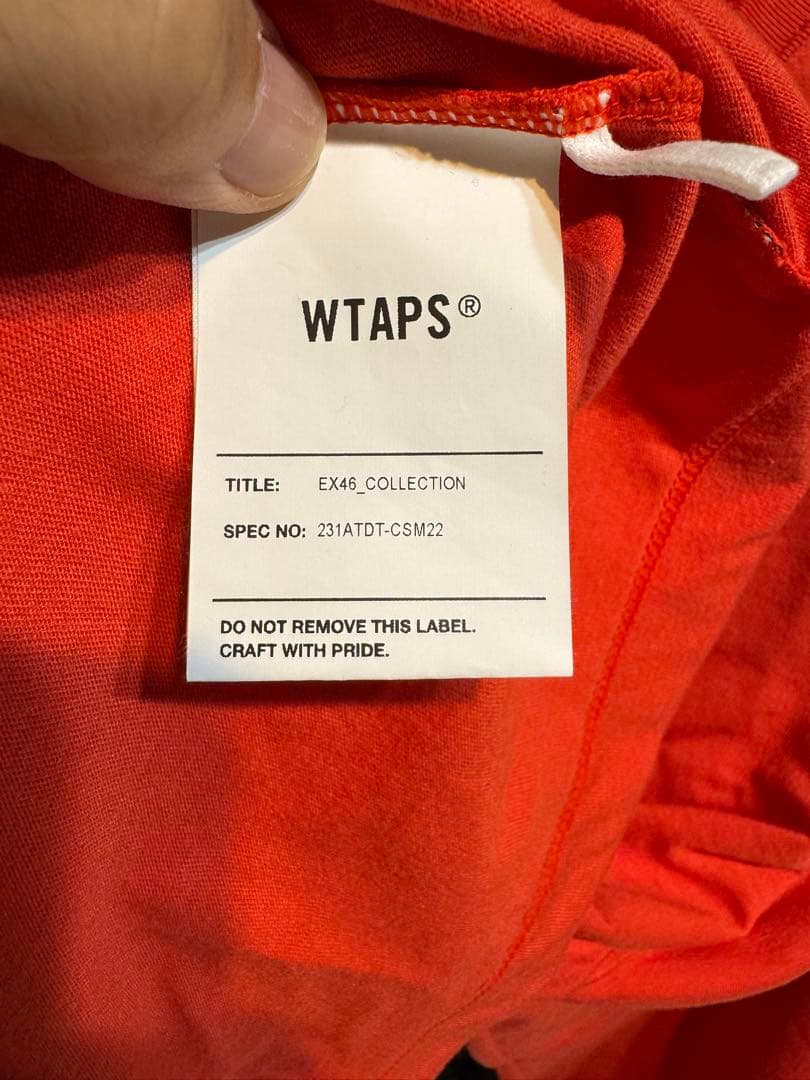 WTAPS®
TITLE: EX46_COLLECTION
SPEC NO: 231ATDT-CSM22
DO NOT REMOVE THIS LABEL.
CRAFT WITH PRIDE.